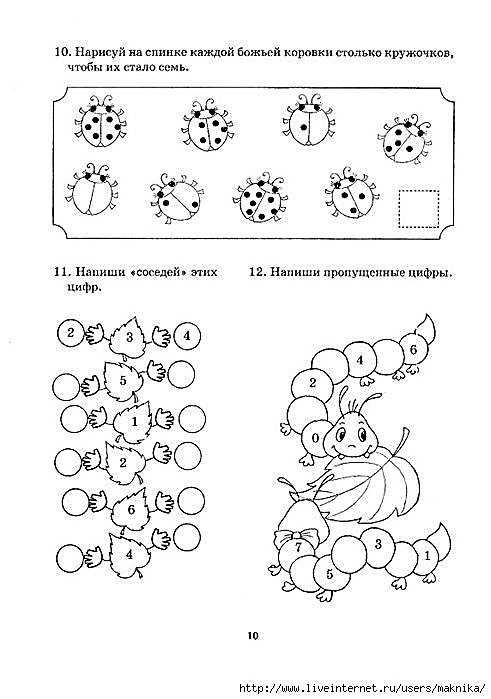 10. Нарисуй на спинке каждой божьей коровки столько кружочков,
чтобы их стало семь.
11. Напиши «соседей» этих
цифр.
2 3 4
5
1
2
6
4
12. Напиши пропущенные цифры.
6
4
2
0
7
5
3
1
10
http://www.liveinternet.ru/users/maknika/